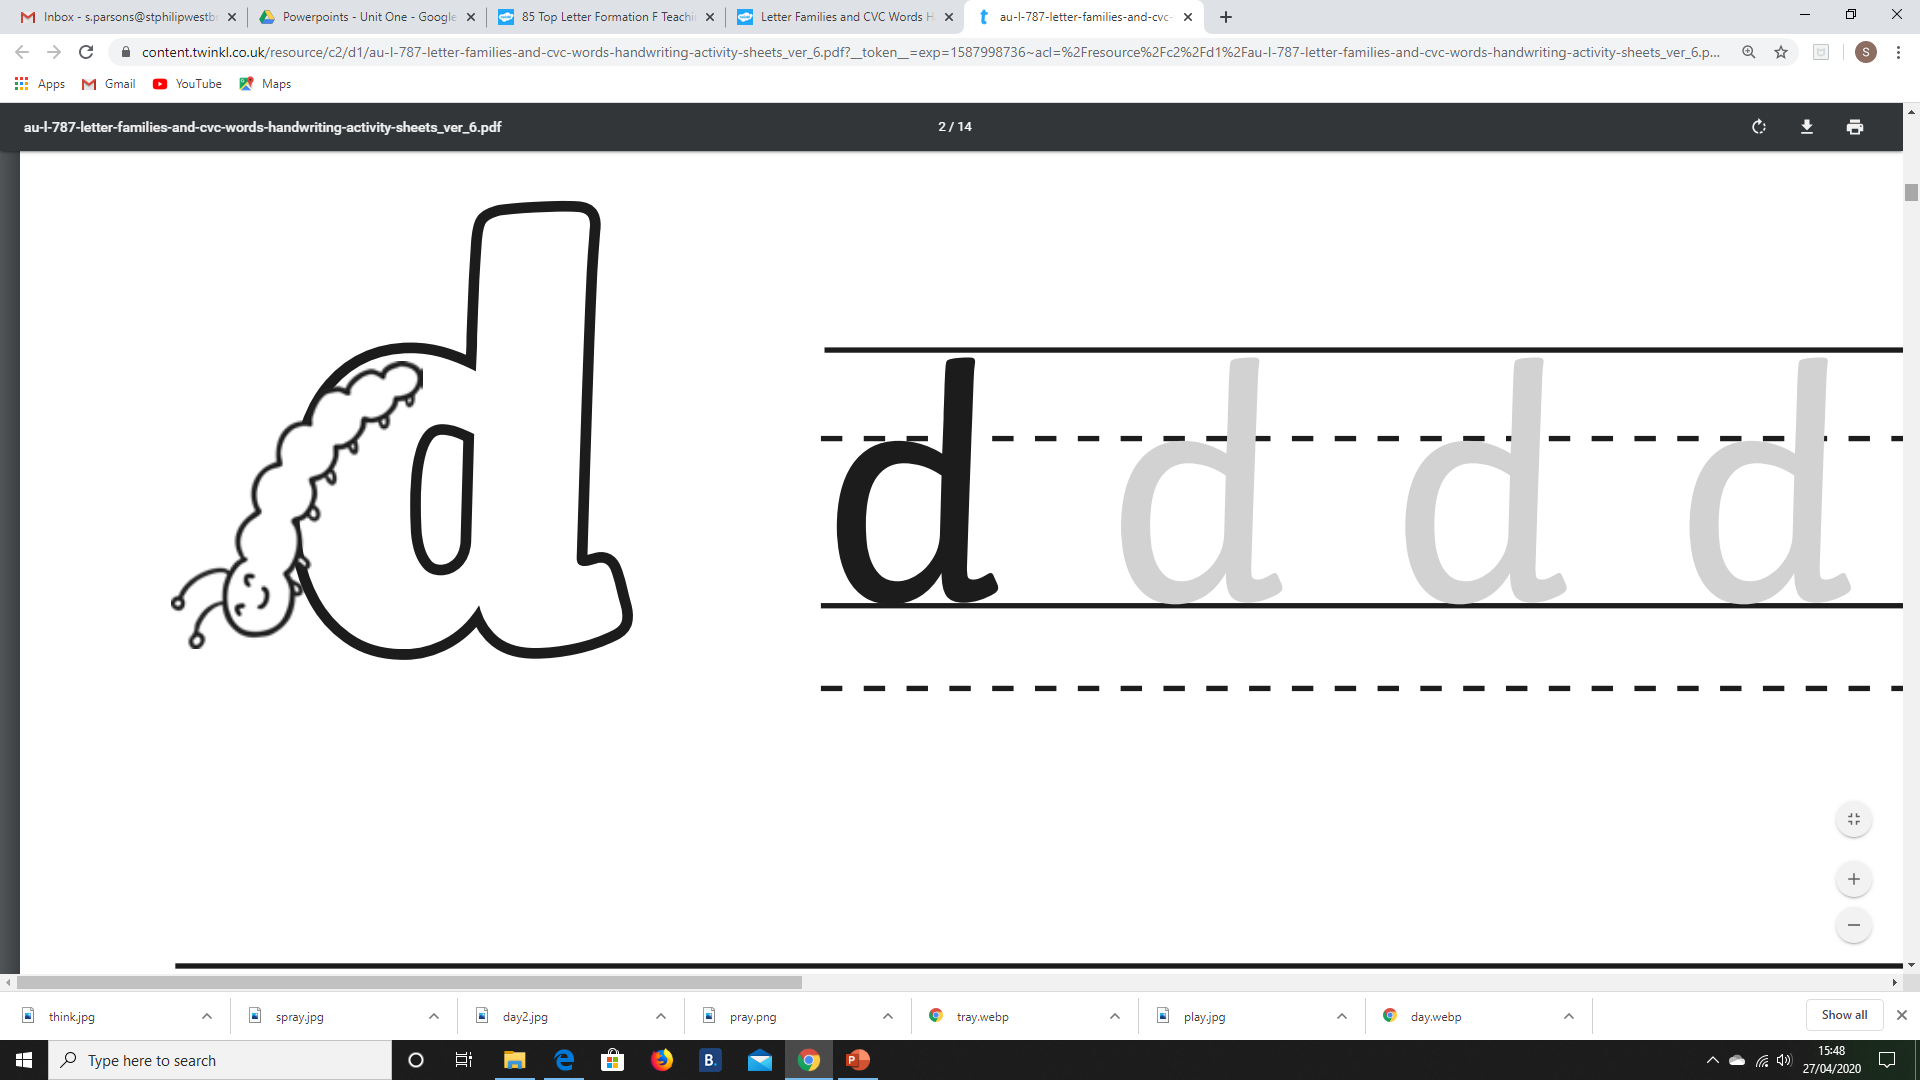 Inbox - s.parsons@stphilipwestbr
Powerpoints - Unit One - Google
85 Top Letter Formation F Teachi
Letter Families and CVC Words H
au-l-787-letter-families-and-cvc-
content.twinkl.co.uk/resource/c2/d1/au-l-787-letter-families-and-cvc-words-handwriting-activity-sheets_ver_6.pdf?__token__=exp=1587998736~acl=%2Fresource%2Fc2%2Fd1%2Fau-l-787-letter-families-and-cvc-words-handwriting-activity-sheets_ver_6.p...
S
Apps Gmail YouTube Maps
au-l-787-letter-families-and-cvc-words-handwriting-activity-sheets_ver_6.pdf
2 / 14
d
d d d d
think.jpg spray.jpg day2.jpg pray.png tray.webp play.jpg day.webp Show all
Type here to search
B.
15:48
27/04/2020